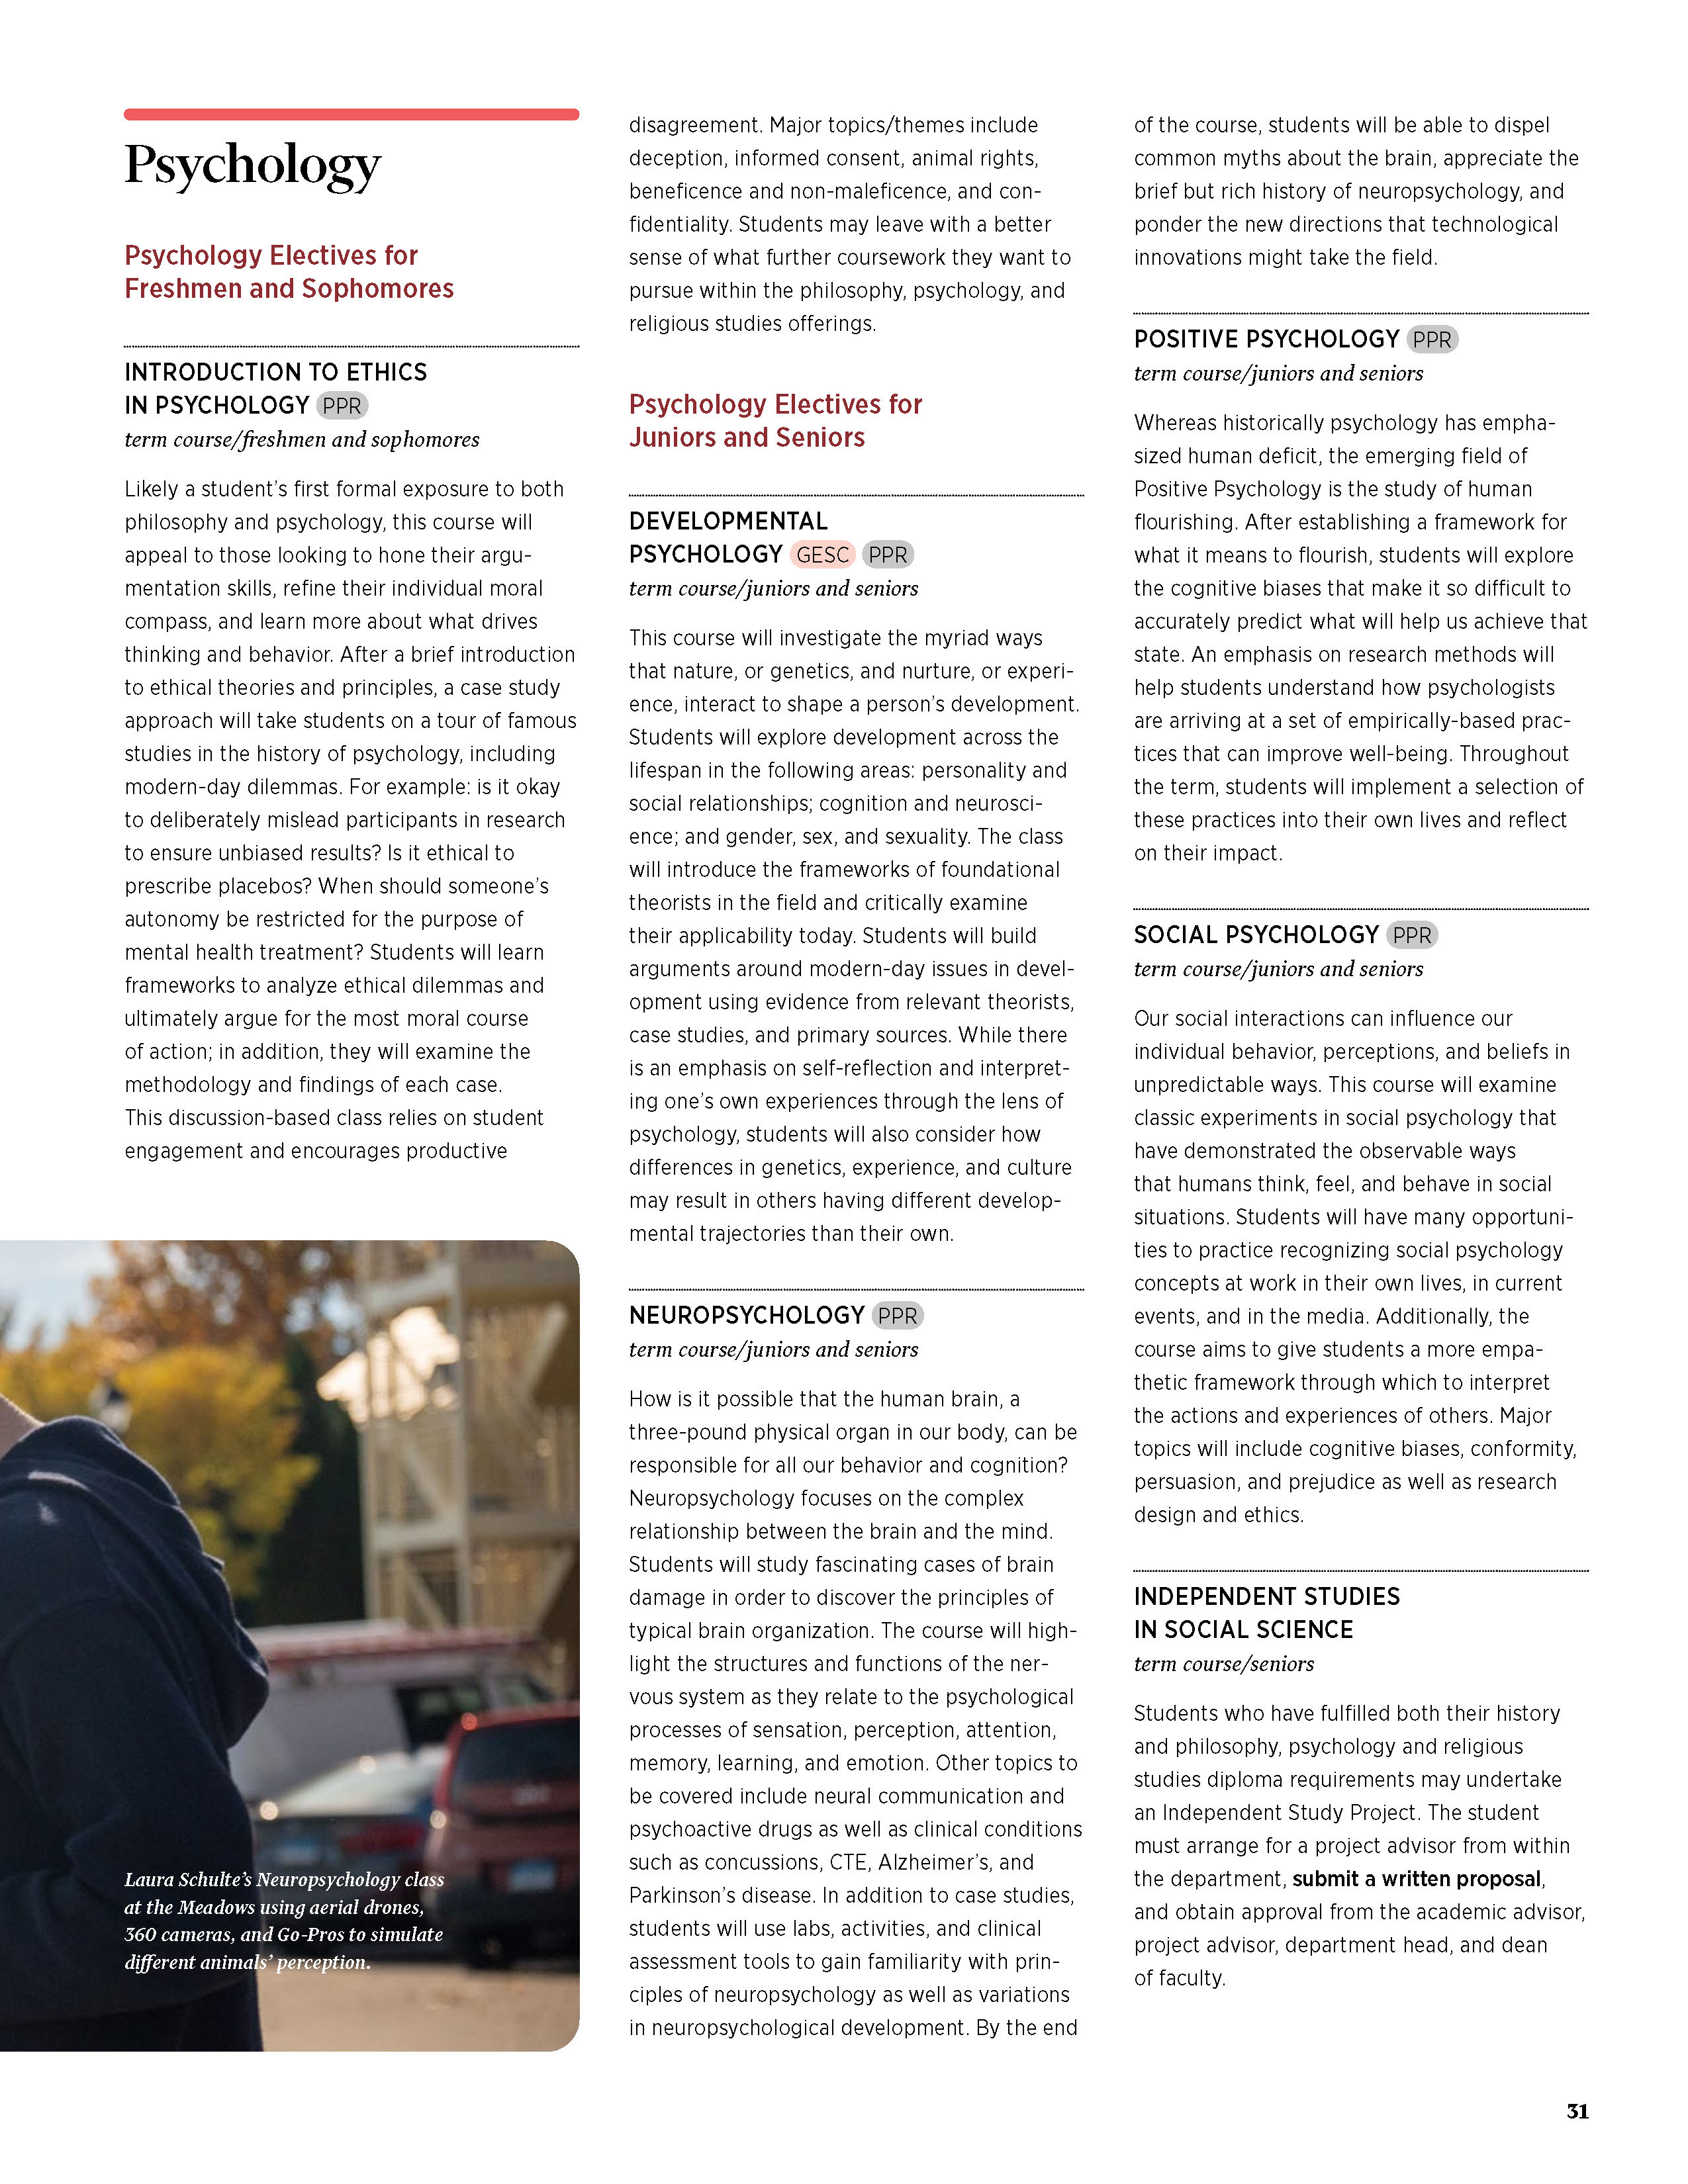 Psychology
Psychology Electives for
Freshmen and Sophomores
INTRODUCTION TO ETHICS
IN PSYCHOLOGY PPR
term course/freshmen and sophomores
Likely a student's first formal exposure to both
philosophy and psychology, this course will
appeal to those looking to hone their argu-
mentation skills, refine their individual moral
compass, and learn more about what drives
thinking and behavior. After a brief introduction
to ethical theories and principles, a case study
approach will take students on a tour of famous
studies in the history of psychology, including
modern-day dilemmas. For example: is it okay
to deliberately mislead participants in research
to ensure unbiased results? Is it ethical to
prescribe placebos? When should someone's
autonomy be restricted for the purpose of
mental health treatment? Students will learn
frameworks to analyze ethical dilemmas and
ultimately argue for the most moral course
of action; in addition, they will examine the
methodology and findings of each case.
This discussion-based class relies on student
engagement and encourages productive
disagreement. Major topics/themes include
deception, informed consent, animal rights,
beneficence and non-maleficence, and con-
fidentiality. Students may leave with a better
sense of what further coursework they want to
pursue within the philosophy, psychology, and
religious studies offerings.
Psychology Electives for
Juniors and Seniors
DEVELOPMENTAL
PSYCHOLOGY GESC PPR
term course/juniors and seniors
This course will investigate the myriad ways
that nature, or genetics, and nurture, or experi-
ence, interact to shape a person's development.
Students will explore development across the
lifespan in the following areas: personality and
social relationships; cognition and neurosci-
ence; and gender, sex, and sexuality. The class
will introduce the frameworks of foundational
theorists in the field and critically examine
their applicability today. Students will build
arguments around modern-day issues in devel-
opment using evidence from relevant theorists,
case studies, and primary sources. While there
is an emphasis on self-reflection and interpret-
ing one's own experiences through the lens of
psychology, students will also consider how
differences in genetics, experience, and culture
may result in others having different develop-
mental trajectories than their own.
NEUROPSYCHOLOGY PPR
term course/juniors and seniors
How is it possible that the human brain, a
three-pound physical organ in our body, can be
responsible for all our behavior and cognition?
Neuropsychology focuses on the complex
relationship between the brain and the mind.
Students will study fascinating cases of brain
damage in order to discover the principles of
typical brain organization. The course will high-
light the structures and functions of the ner-
vous system as they relate to the psychological
processes of sensation, perception, attention,
memory, learning, and emotion. Other topics to
be covered include neural communication and
psychoactive drugs as well as clinical conditions
such as concussions, CTE, Alzheimer's, and
Parkinson's disease. In addition to case studies,
students will use labs, activities, and clinical
assessment tools to gain familiarity with prin-
ciples of neuropsychology as well as variations
in neuropsychological development. By the end
of the course, students will be able to dispel
common myths about the brain, appreciate the
brief but rich history of neuropsychology, and
ponder the new directions that technological
innovations might take the field.
POSITIVE PSYCHOLOGY PPR
term course/juniors and seniors
Whereas historically psychology has empha-
sized human deficit, the emerging field of
Positive Psychology is the study of human
flourishing. After establishing a framework for
what it means to flourish, students will explore
the cognitive biases that make it so difficult to
accurately predict what will help us achieve that
state. An emphasis on research methods will
help students understand how psychologists
are arriving at a set of empirically-based prac-
tices that can improve well-being. Throughout
the term, students will implement a selection of
these practices into their own lives and reflect
on their impact.
SOCIAL PSYCHOLOGY PPR
term course/juniors and seniors
Our social interactions can influence our
individual behavior, perceptions, and beliefs in
unpredictable ways. This course will examine
classic experiments in social psychology that
have demonstrated the observable ways
that humans think, feel, and behave in social
situations. Students will have many opportuni-
ties to practice recognizing social psychology
concepts at work in their own lives, in current
events, and in the media. Additionally, the
course aims to give students a more empa-
thetic framework through which to interpret
the actions and experiences of others. Major
topics will include cognitive biases, conformity,
persuasion, and prejudice as well as research
design and ethics.
INDEPENDENT STUDIES
IN SOCIAL SCIENCE
term course/seniors
Students who have fulfilled both their history
and philosophy, psychology and religious
studies diploma requirements may undertake
an Independent Study Project. The student
must arrange for a project advisor from within
the department, submit a written proposal,
and obtain approval from the academic advisor,
project advisor, department head, and dean
of faculty.
Laura Schulte's Neuropsychology class
at the Meadows using aerial drones,
360 cameras, and Go-Pros to simulate
different animals' perception.
31